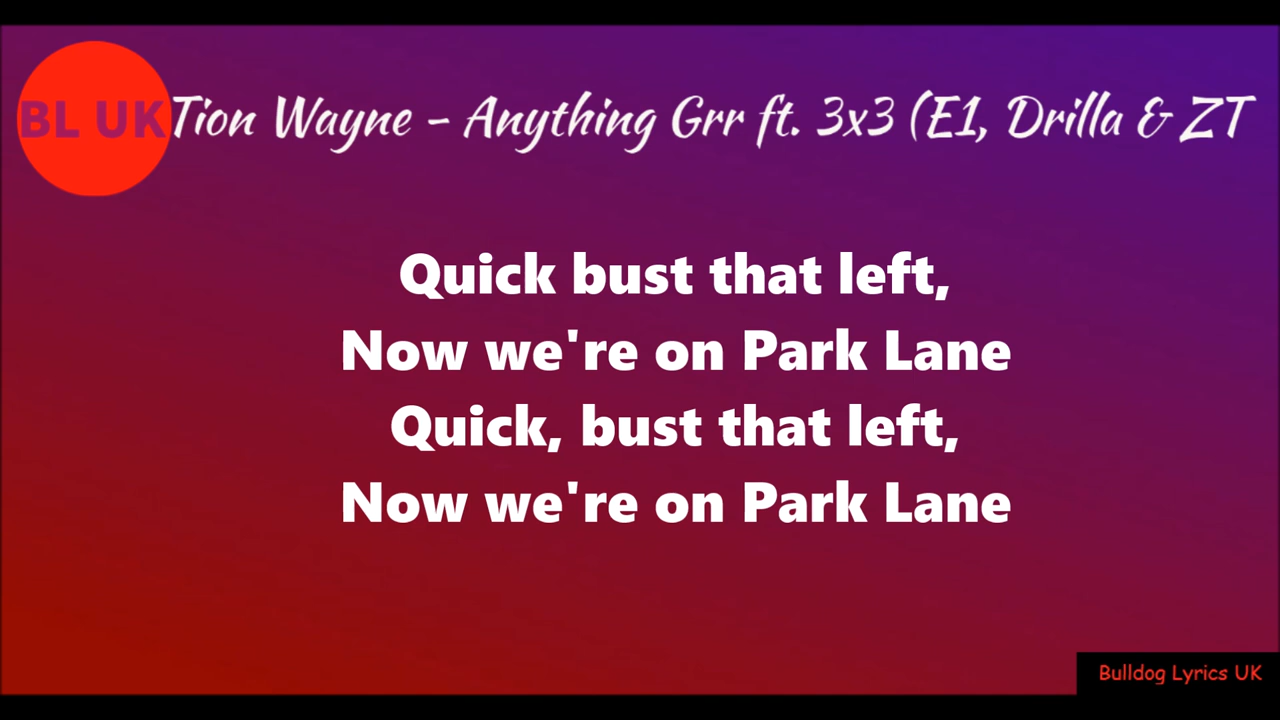 BL UK
Tion Wayne - Anything Grr ft. 3x3 (E1, Drilla & ZT
Quick bust that left,
Now we're on Park Lane
Quick, bust that left,
Now we're on Park Lane
Bulldog Lyrics UK